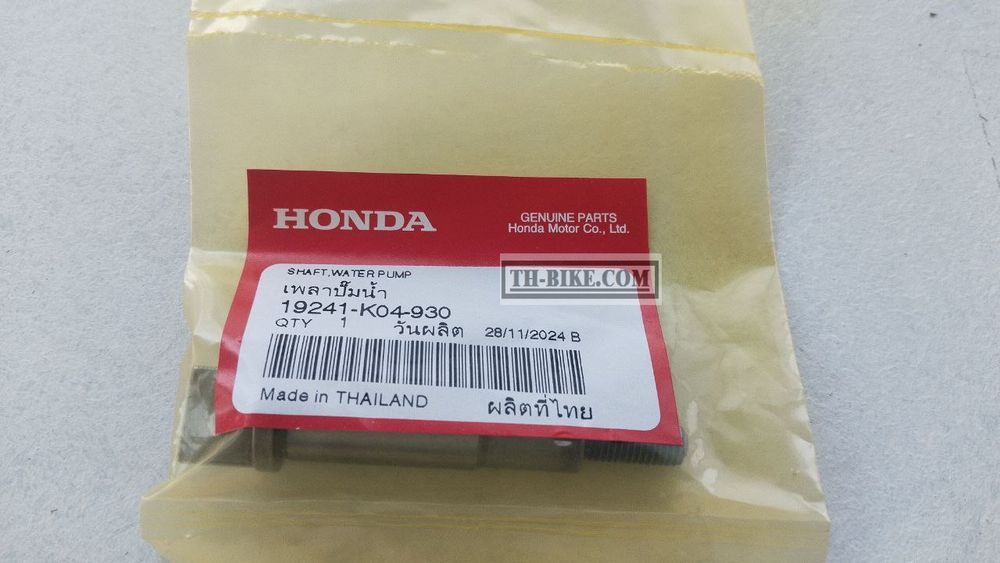 HONDA
GENUINE PARTS
Honda Motor Co., Ltd.
TH-BIKE.COM
SHAFT,WATER PUMP
เพลาปั๊มน้ำ
19241-K04-930
QTY 1 วันผลิต 28/11/2024 B
Made in THAILAND ผลิตที่ไทย